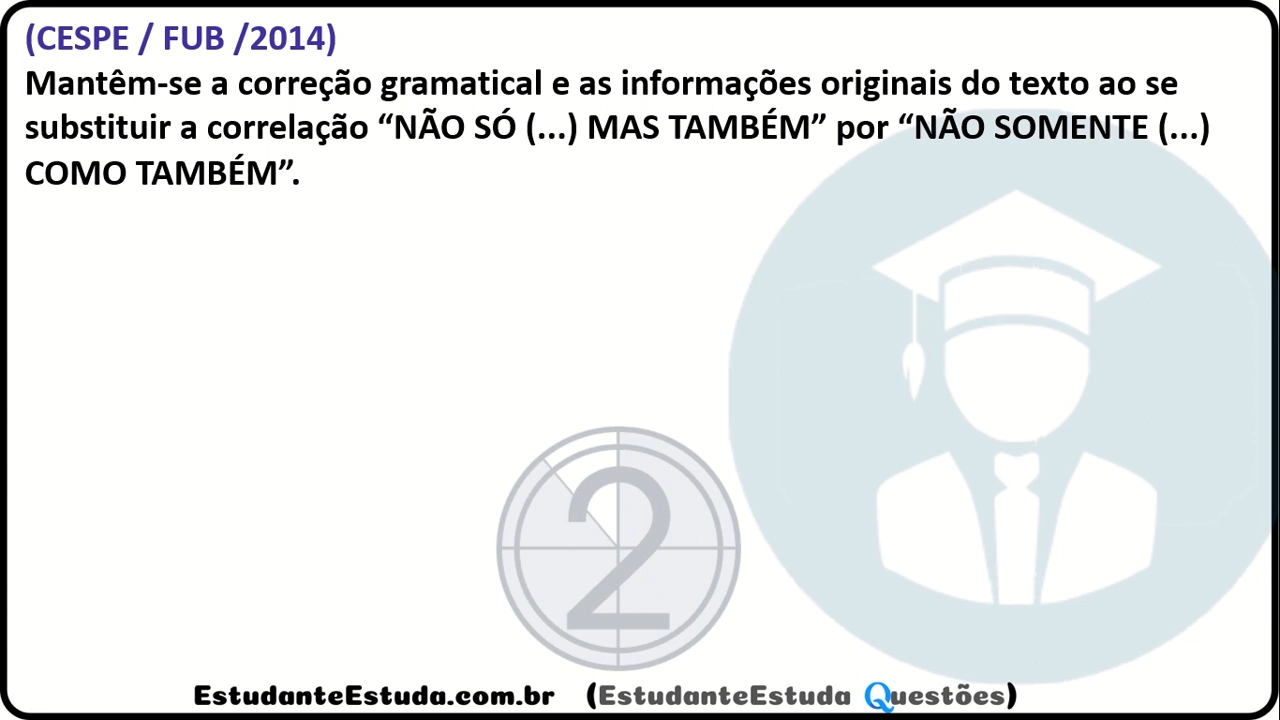 (CESPE / FUB /2014)
Mantêm-se a correção gramatical e as informações originais do texto ao se
substituir a correlação “NÃO SÓ (...) MAS TAMBÉM” por “NÃO SOMENTE (...)
COMO TAMBÉM”.
2
EstudanteEstuda.com.br (EstudanteEstuda Questões)